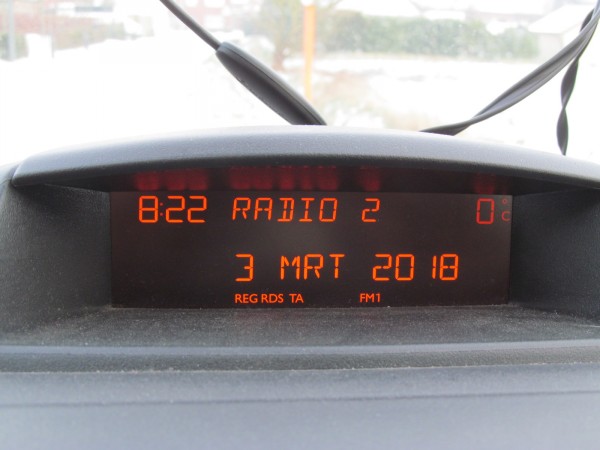 8:22 RADIO 2 0°C
3 MRT 2018
REG RDS TA FM1